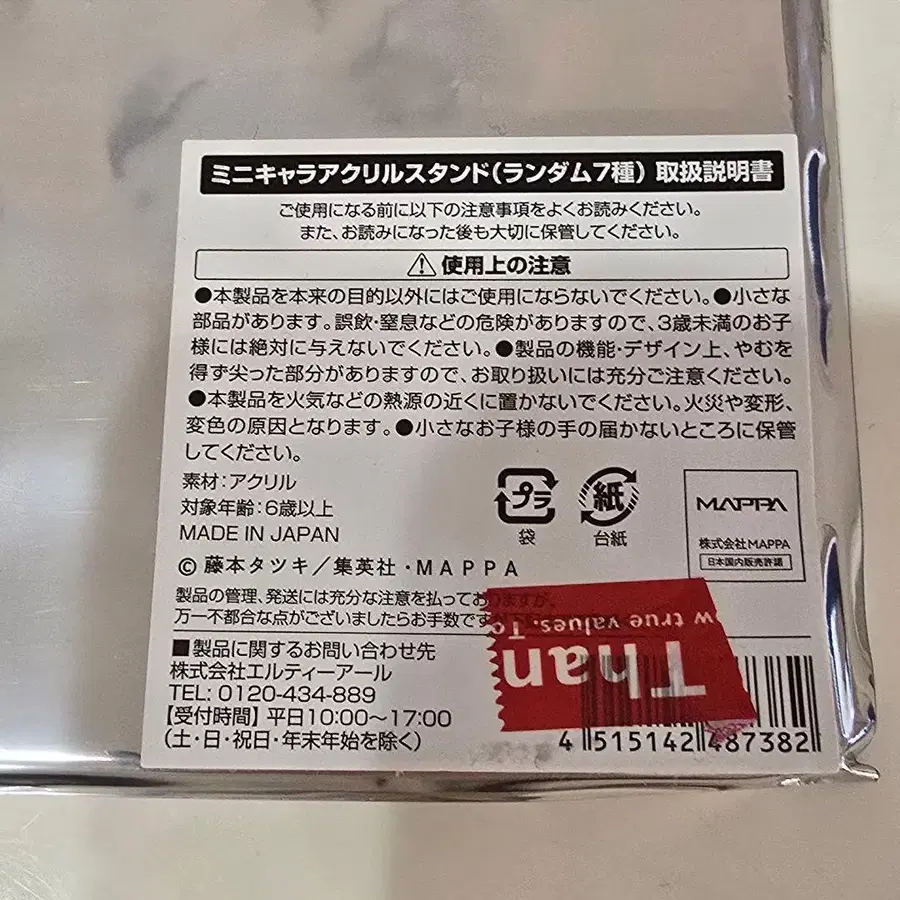 ミニキャラアクリルスタンド(ランダム7種) 取扱説明書
ご使用になる前に以下の注意事項をよくお読みください。
また、お読みになった後も大切に保管してください。
使用上の注意
●本製品を本来の目的以外にはご使用にならないでください。●小さな
部品があります。誤飲・窒息などの危険がありますので、3歳未満のお子
様には絶対に与えないでください。●製品の機能・デザイン上、やむを
得ず尖った部分がありますので、お取り扱いには充分ご注意ください。
●本製品を火気などの熱源の近くに置かないでください。火災や変形、
変色の原因となります。●小さなお子様の手の届かないところに保管
してください。
素材:アクリル
対象年齢:6歳以上
MADE IN JAPAN
プラ
袋
紙
台紙
MAPPA
株式会社MAPPA
日本国内販売許諾
© 藤本タツキ/集英社・MAPPA
製品の管理、発送には充分な注意を払っておりますが、
万一不都合な点がございましたらお手数です
w true values. To
Than
■製品に関するお問い合わせ先
株式会社エルティーアール
TEL: 0120-434-889
【受付時間】平日10:00〜17:00
(土・日・祝日・年末年始を除く)
4 515142 487382